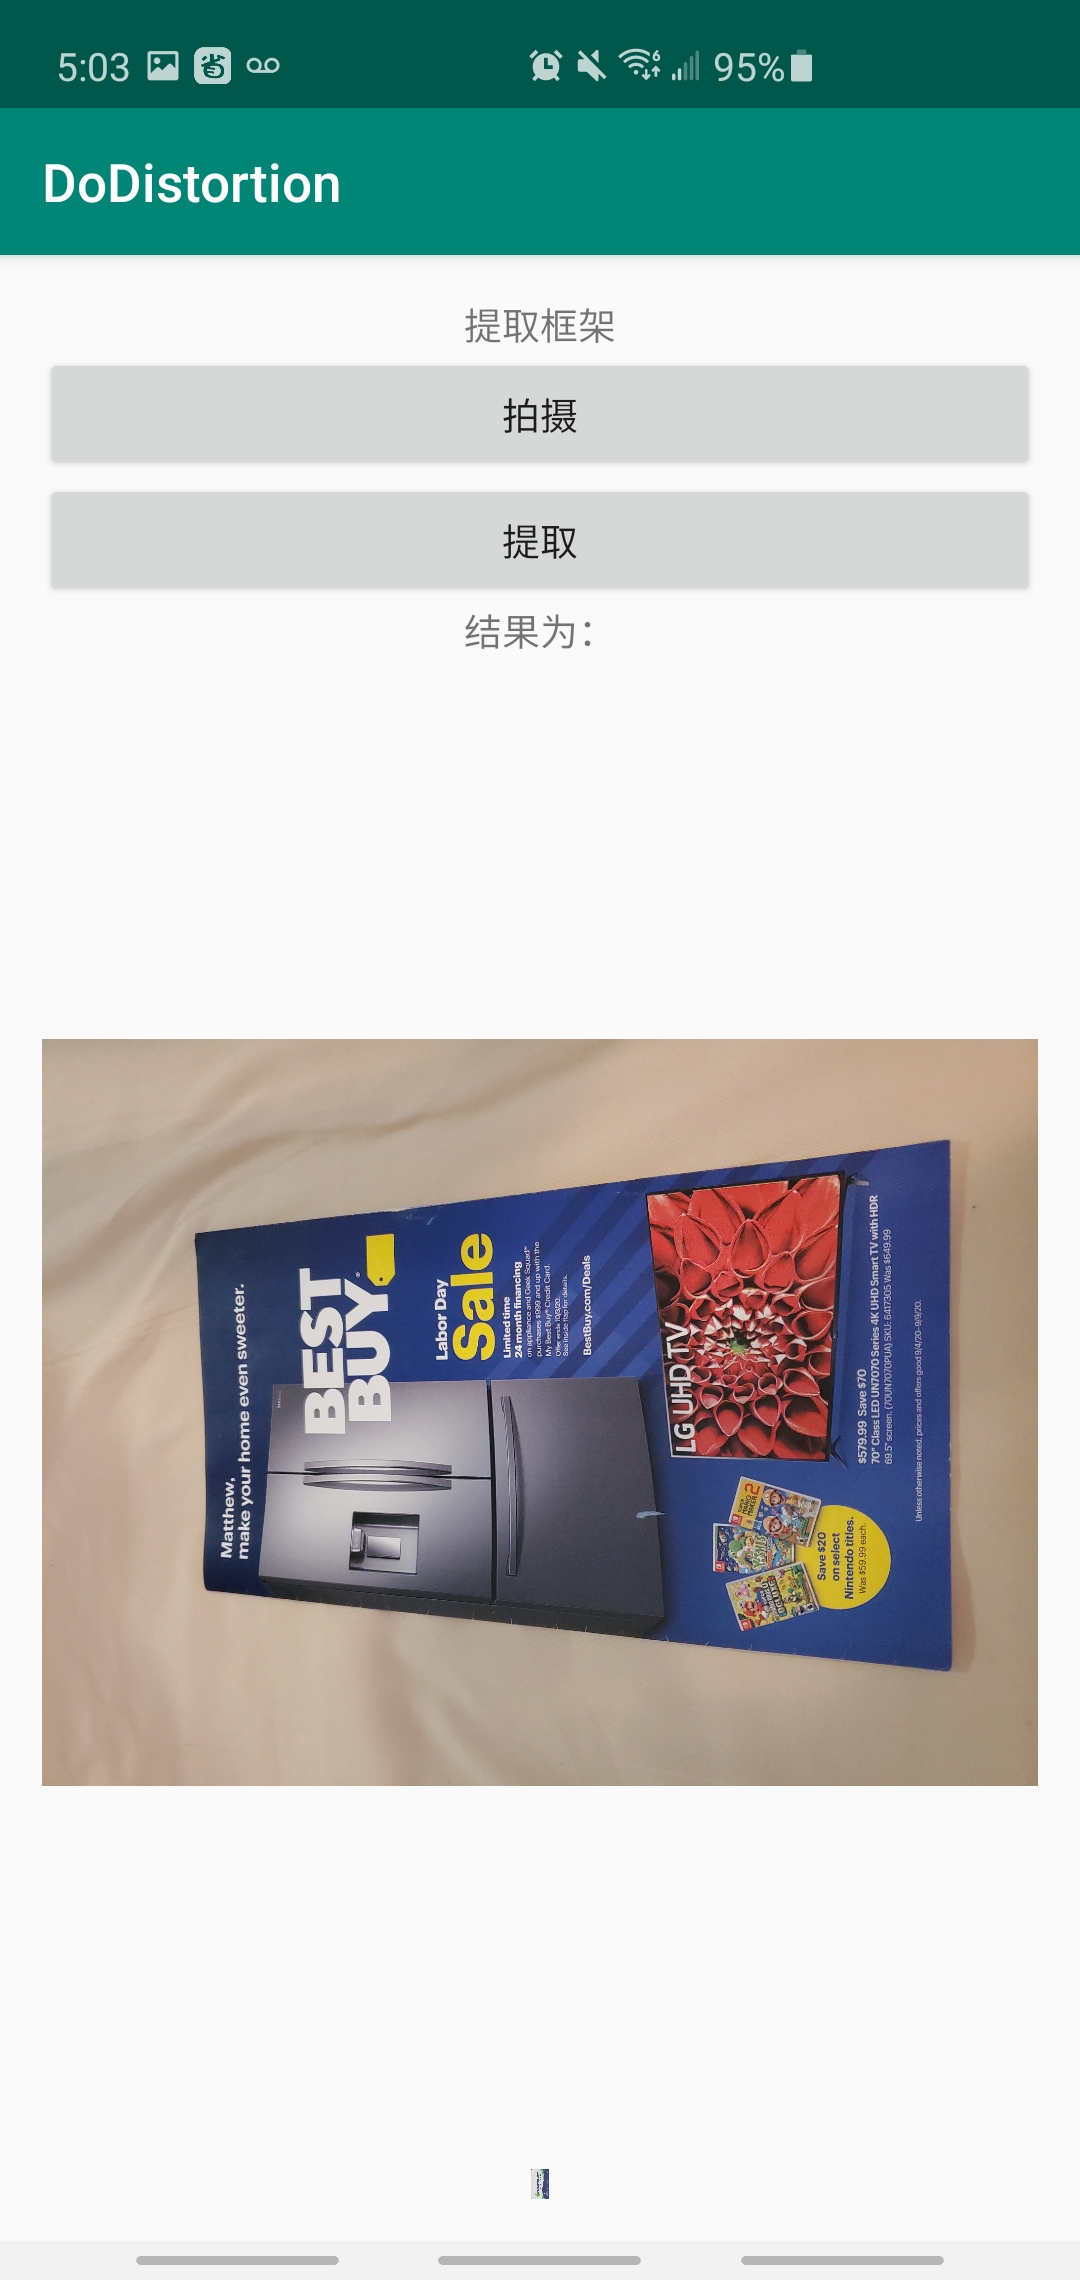 5:03
95%
DoDistortion
提取框架
拍摄
提取
结果为：
Matthew,
make your home even sweeter.
BEST
BUY
Labor Day
Sale
Limited time
24 month financing
on appliance and Geek Squad®
purchases $999 and up with the
My Best Buy® Credit Card.
See inside flap for details.
BestBuy.com/Deals
LG UHD TV
$579.99 Save $70
70" Class LED UN7070 Series 4K UHD Smart TV with HDR
69.5" screen. (70UN7070PUA) SKU: 6417305 Was $649.99
Save $20
on select
Nintendo titles.
Was $59.99 each.
Unless otherwise noted, prices and offers good 9/4/20–9/9/20.